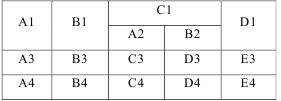 A1 B1 C1 D1
A2 B2
A3 B3 C3 D3 E3
A4 B4 C4 D4 E4